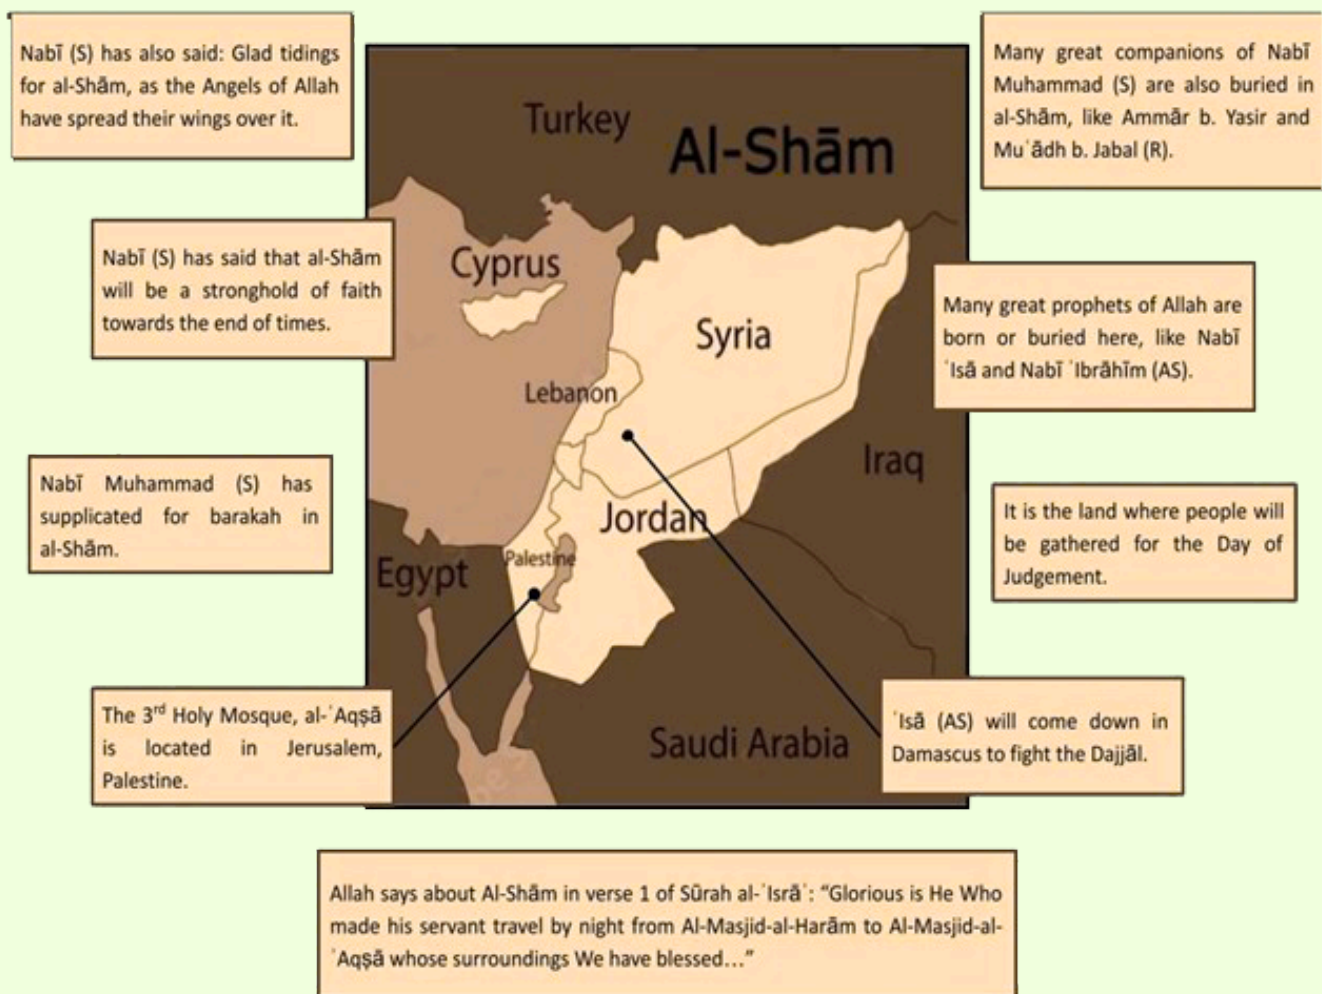 Nabī (S) has also said: Glad tidings
for al-Shām, as the Angels of Allah
have spread their wings over it.
Many great companions of Nabī
Muhammad (S) are also buried in
al-Shām, like Ammār b. Yasir and
Muʿādh b. Jabal (R).
Turkey
Al-Shām
Nabī (S) has said that al-Shām
will be a stronghold of faith
towards the end of times.
Cyprus
Syria
Lebanon
Many great prophets of Allah are
born or buried here, like Nabī
ʿIsā and Nabī ʾIbrāhīm (AS).
Iraq
Nabī Muhammad (S) has
supplicated for barakah in
al-Shām.
Jordan
Palestine
Egypt
It is the land where people will
be gathered for the Day of
Judgement.
The 3rd Holy Mosque, al-ʾAqṣā
is located in Jerusalem,
Palestine.
Saudi Arabia
ʿIsā (AS) will come down in
Damascus to fight the Dajjāl.
Allah says about Al-Shām in verse 1 of Sūrah al-ʾIsrāʾ: “Glorious is He Who
made his servant travel by night from Al-Masjid-al-Harām to Al-Masjid-al-
ʾAqṣā whose surroundings We have blessed...”